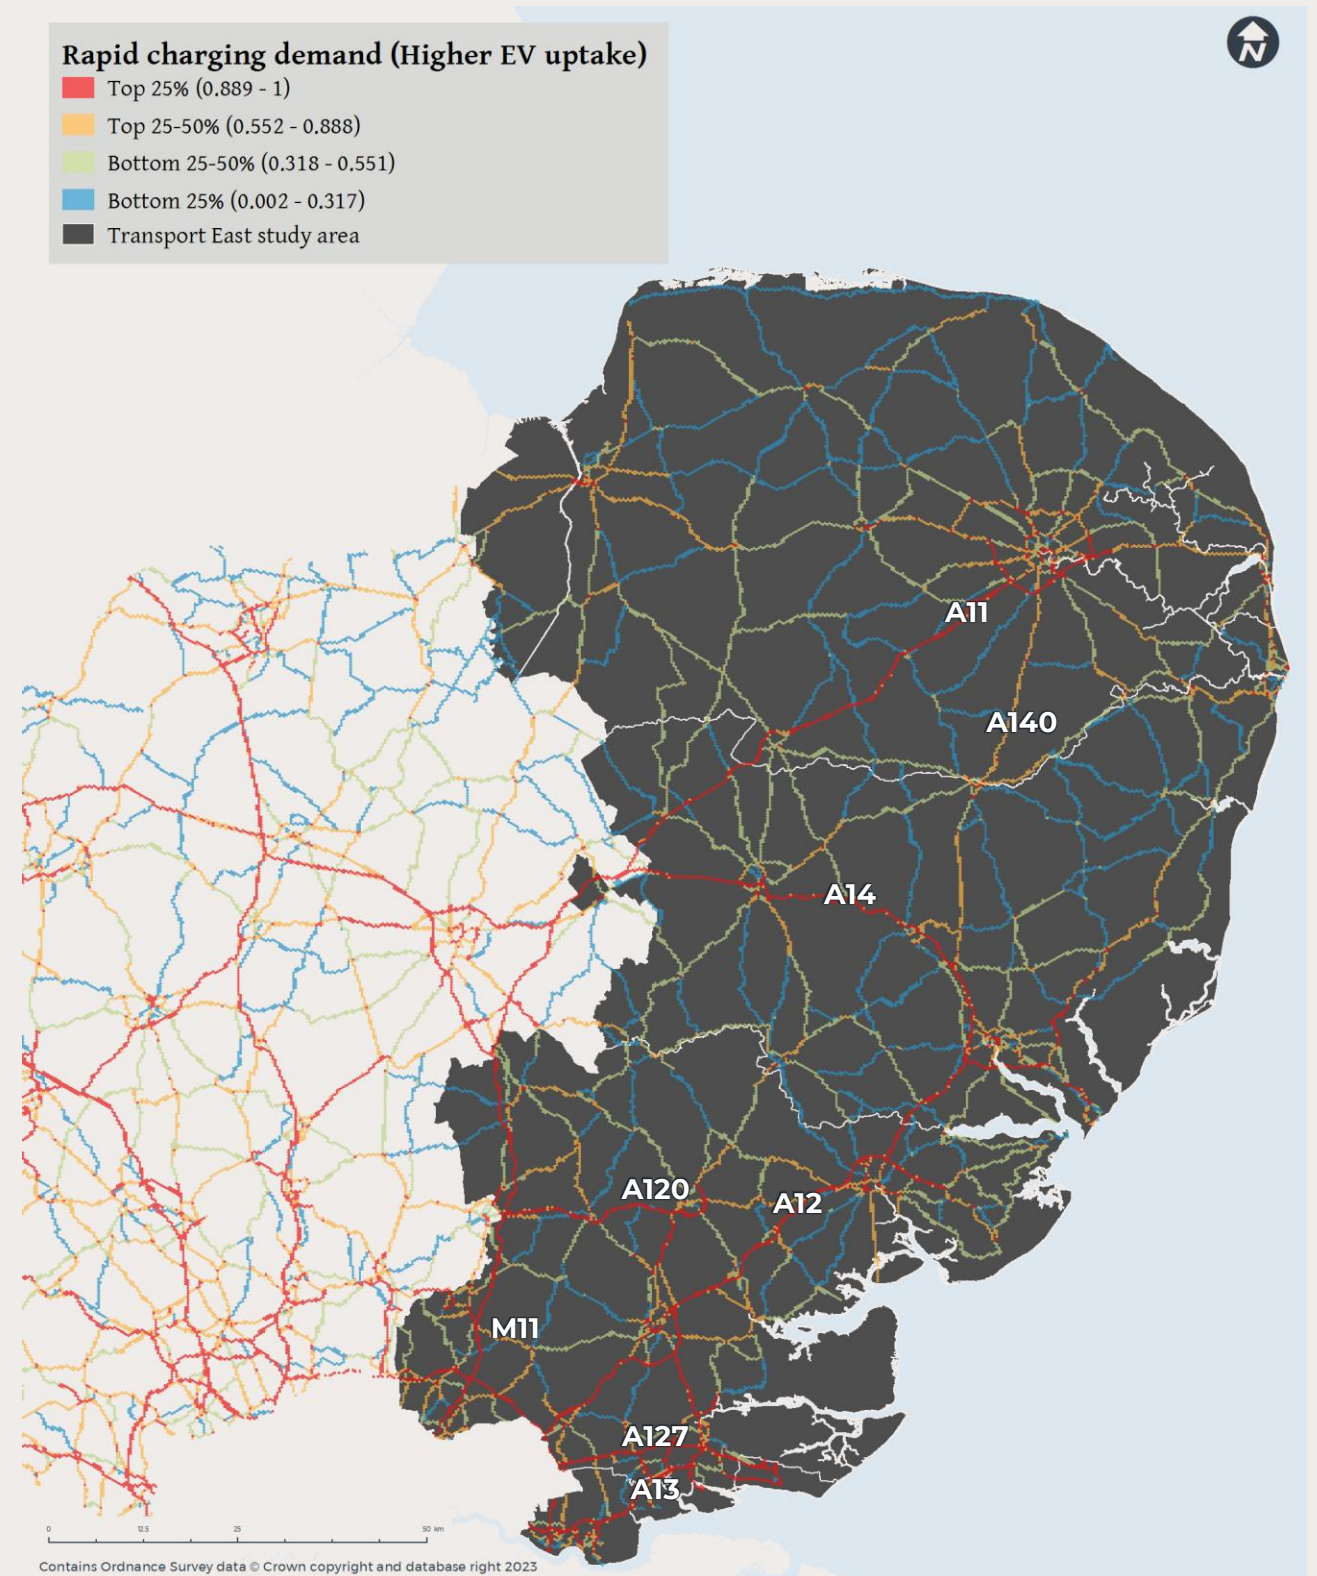 Rapid charging demand (Higher EV uptake)
Top 25% (0.889 - 1)
Top 25-50% (0.552 - 0.888)
Bottom 25-50% (0.318 - 0.551)
Bottom 25% (0.002 - 0.317)
Transport East study area
N
A11
A140
A14
A120
A12
M11
A127
A13
0 12.5 25 50 km
Contains Ordnance Survey data © Crown copyright and database right 2023